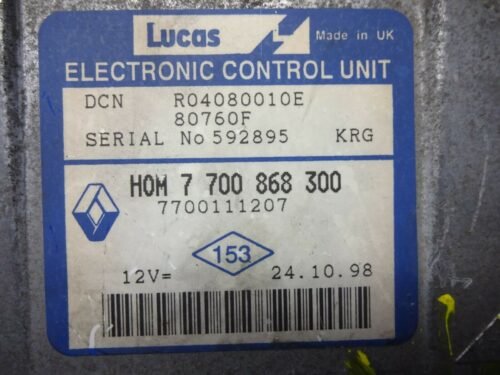 Lucas Made in UK
ELECTRONIC CONTROL UNIT
DCN R04080010E
80760F
SERIAL No 592895 KRG
HOM 7 700 868 300
7700111207
153
12V= 24.10.98